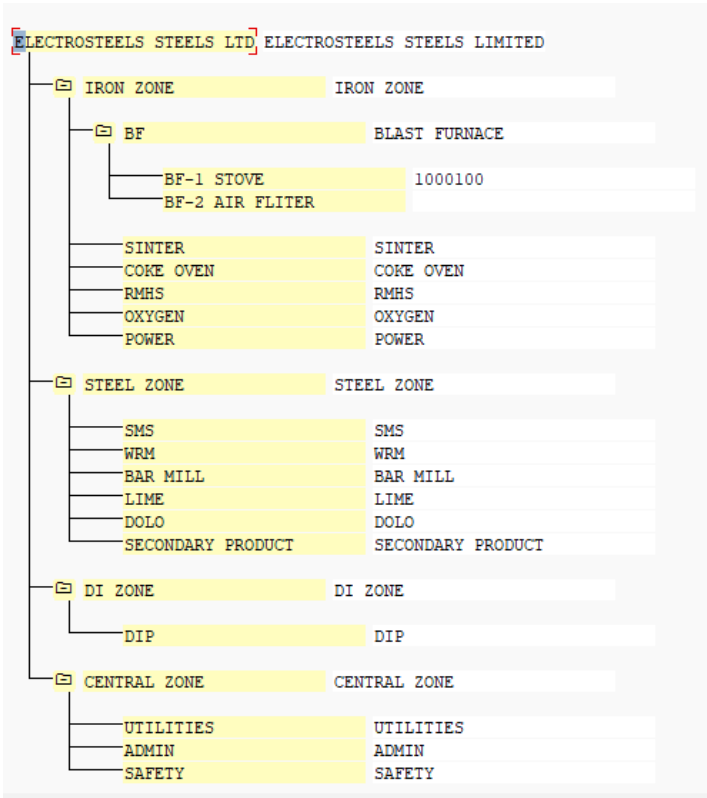 ELECTROSTEELS STEELS LTD ELECTROSTEELS STEELS LIMITED
IRON ZONE IRON ZONE
BF BLAST FURNACE
BF-1 STOVE 1000100
BF-2 AIR FLITER
SINTER SINTER
COKE OVEN COKE OVEN
RMHS RMHS
OXYGEN OXYGEN
POWER POWER
STEEL ZONE STEEL ZONE
SMS SMS
WRM WRM
BAR MILL BAR MILL
LIME LIME
DOLO DOLO
SECONDARY PRODUCT SECONDARY PRODUCT
DI ZONE DI ZONE
DIP DIP
CENTRAL ZONE CENTRAL ZONE
UTILITIES UTILITIES
ADMIN ADMIN
SAFETY SAFETY